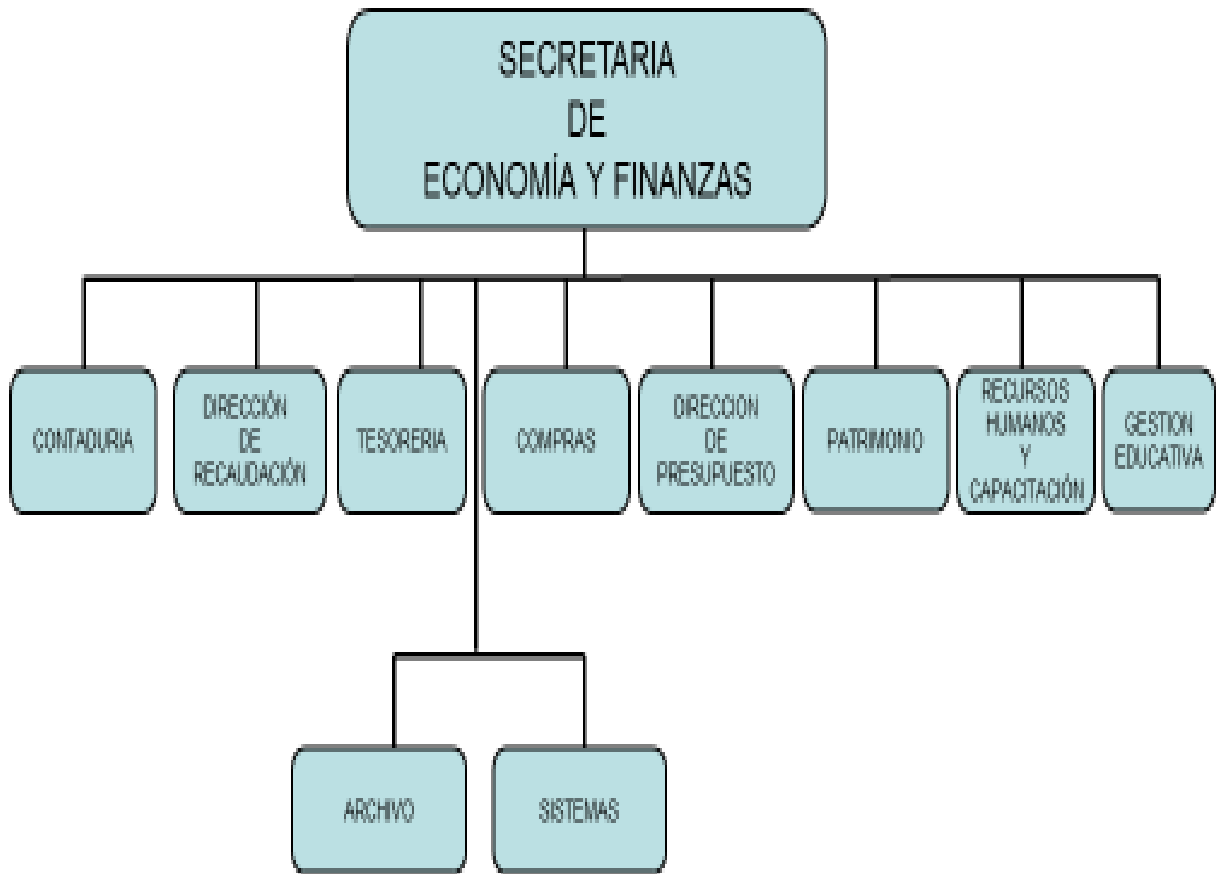 SECRETARIA
DE
ECONOMÍA Y FINANZAS
CONTADURIA
DIRECCIÓN
DE
RECAUDACIÓN
TESORERIA
COMPRAS
DIRECCION
DE
PRESUPUESTO
PATRIMONIO
RECURSOS
HUMANOS
Y
CAPACITACIÓN
GESTION
EDUCATIVA
ARCHIVO
SISTEMAS